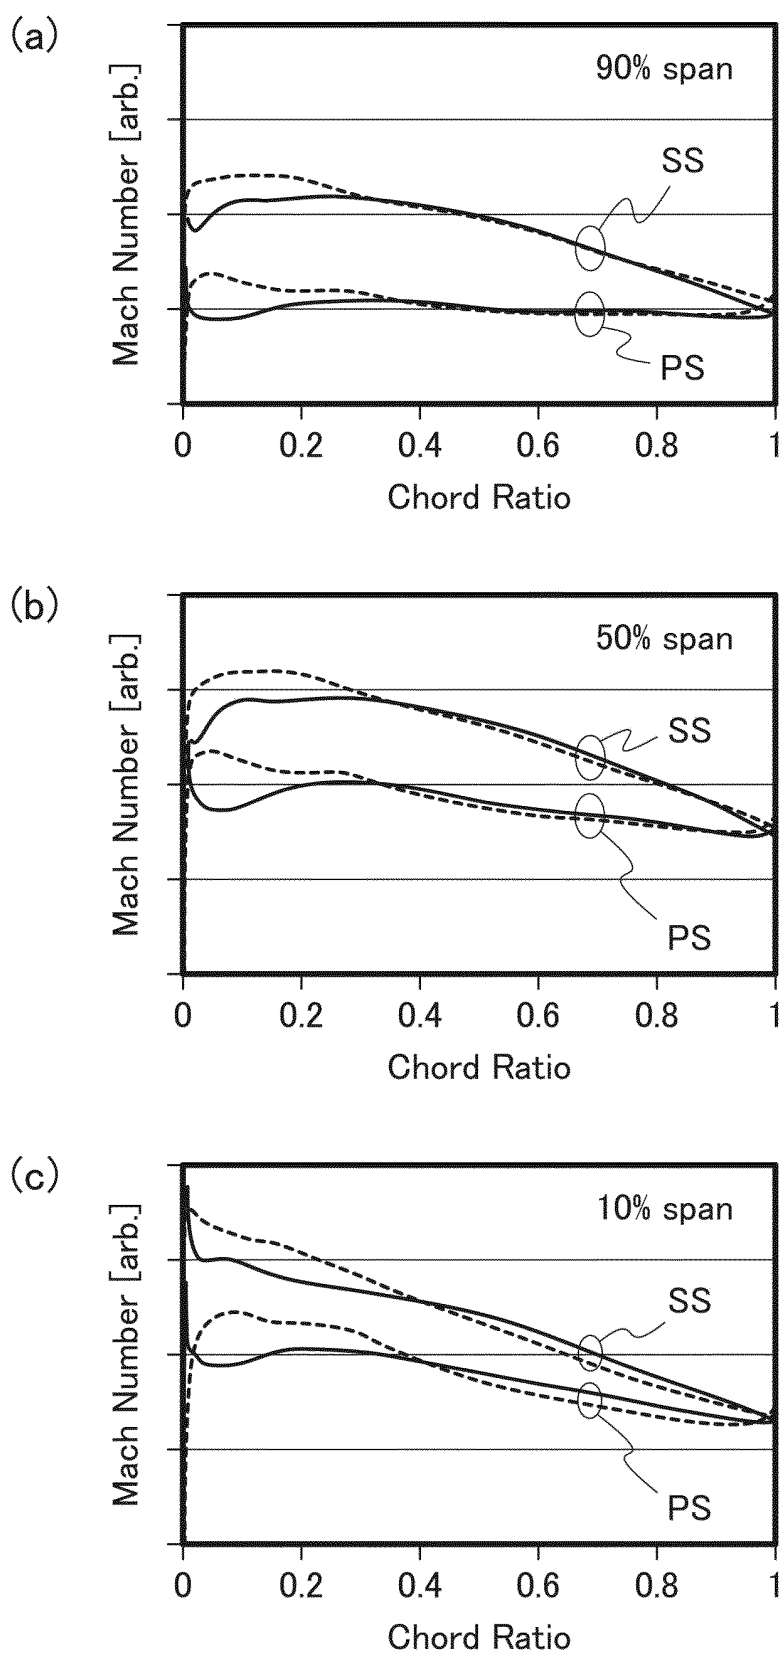 (a)
90% span
Mach Number [arb.]
SS
PS
0 0.2 0.4 0.6 0.8 1
Chord Ratio
(b)
50% span
Mach Number [arb.]
SS
PS
0 0.2 0.4 0.6 0.8 1
Chord Ratio
(c)
10% span
Mach Number [arb.]
SS
PS
0 0.2 0.4 0.6 0.8 1
Chord Ratio